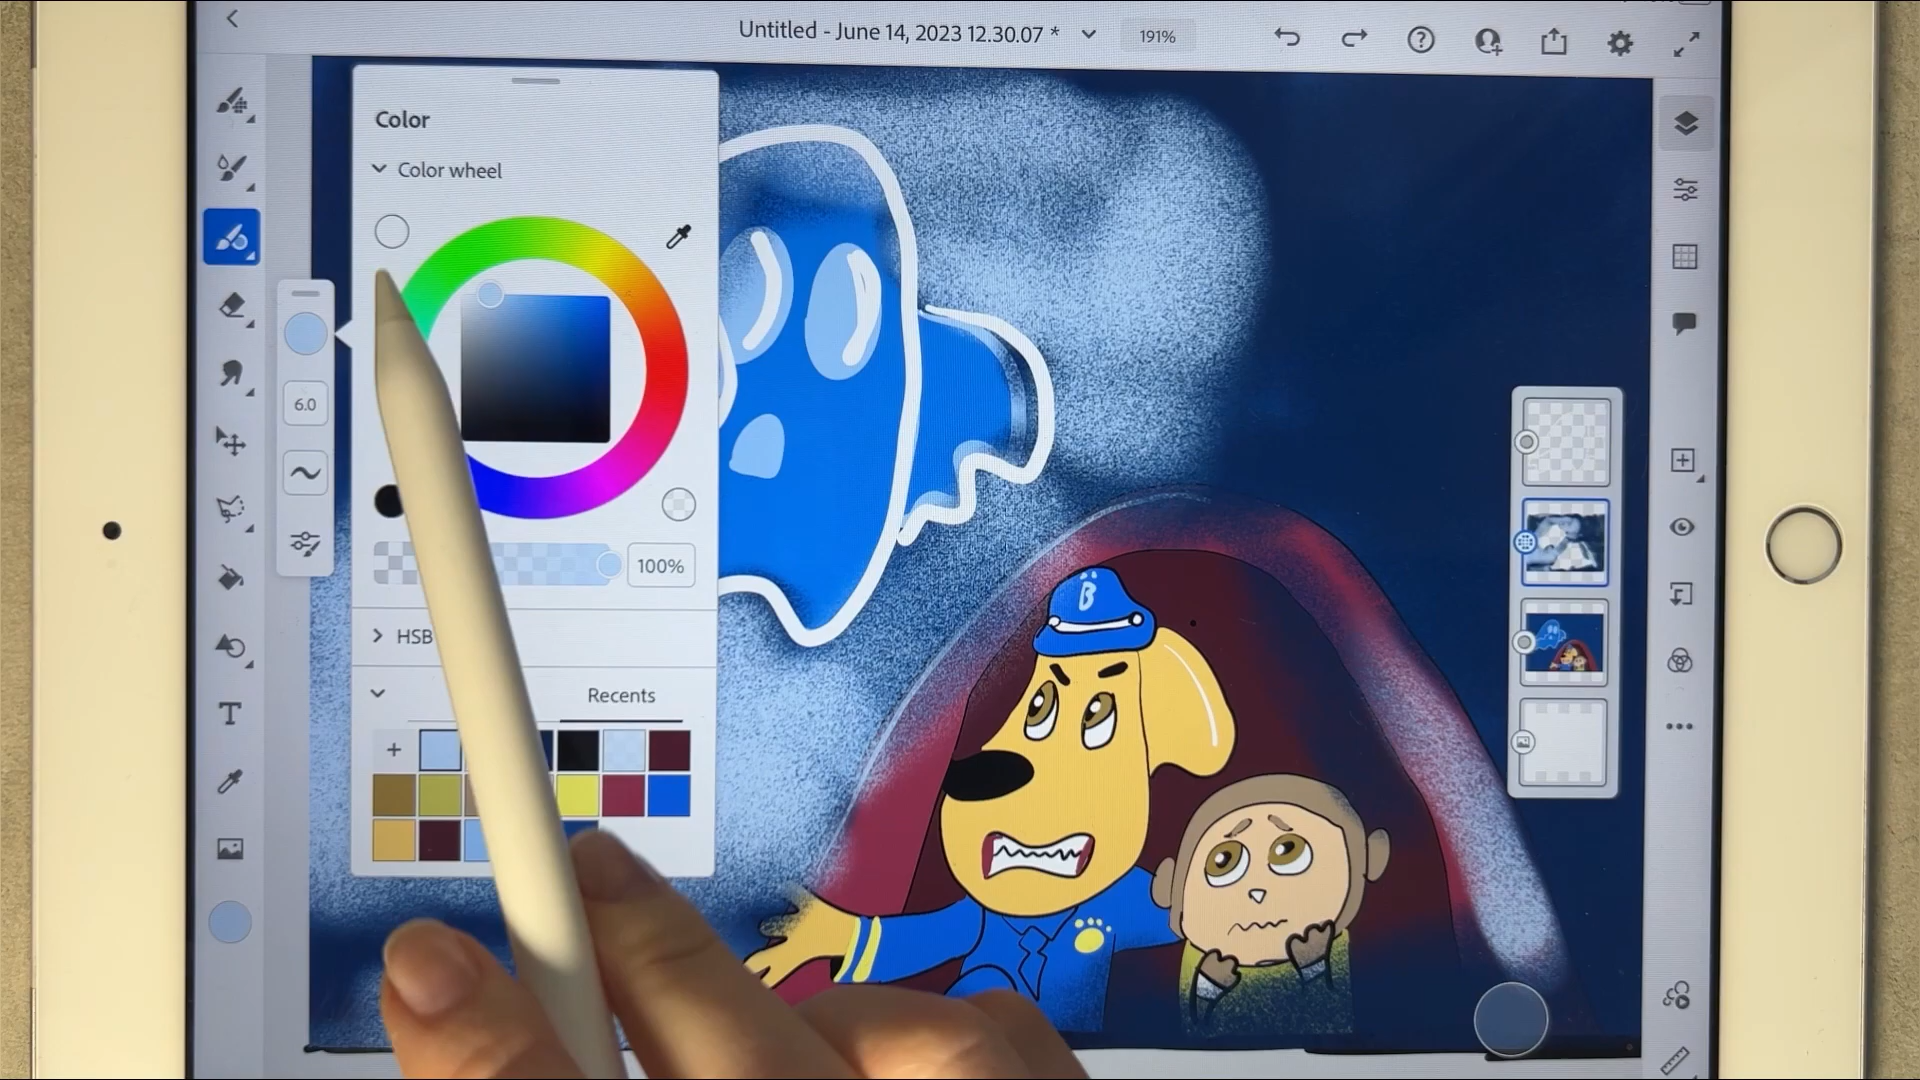 Untitled - June 14, 2023 12.30.07 *
191%
Color
Color wheel
6.0
100%
HSB
Recents
B
T